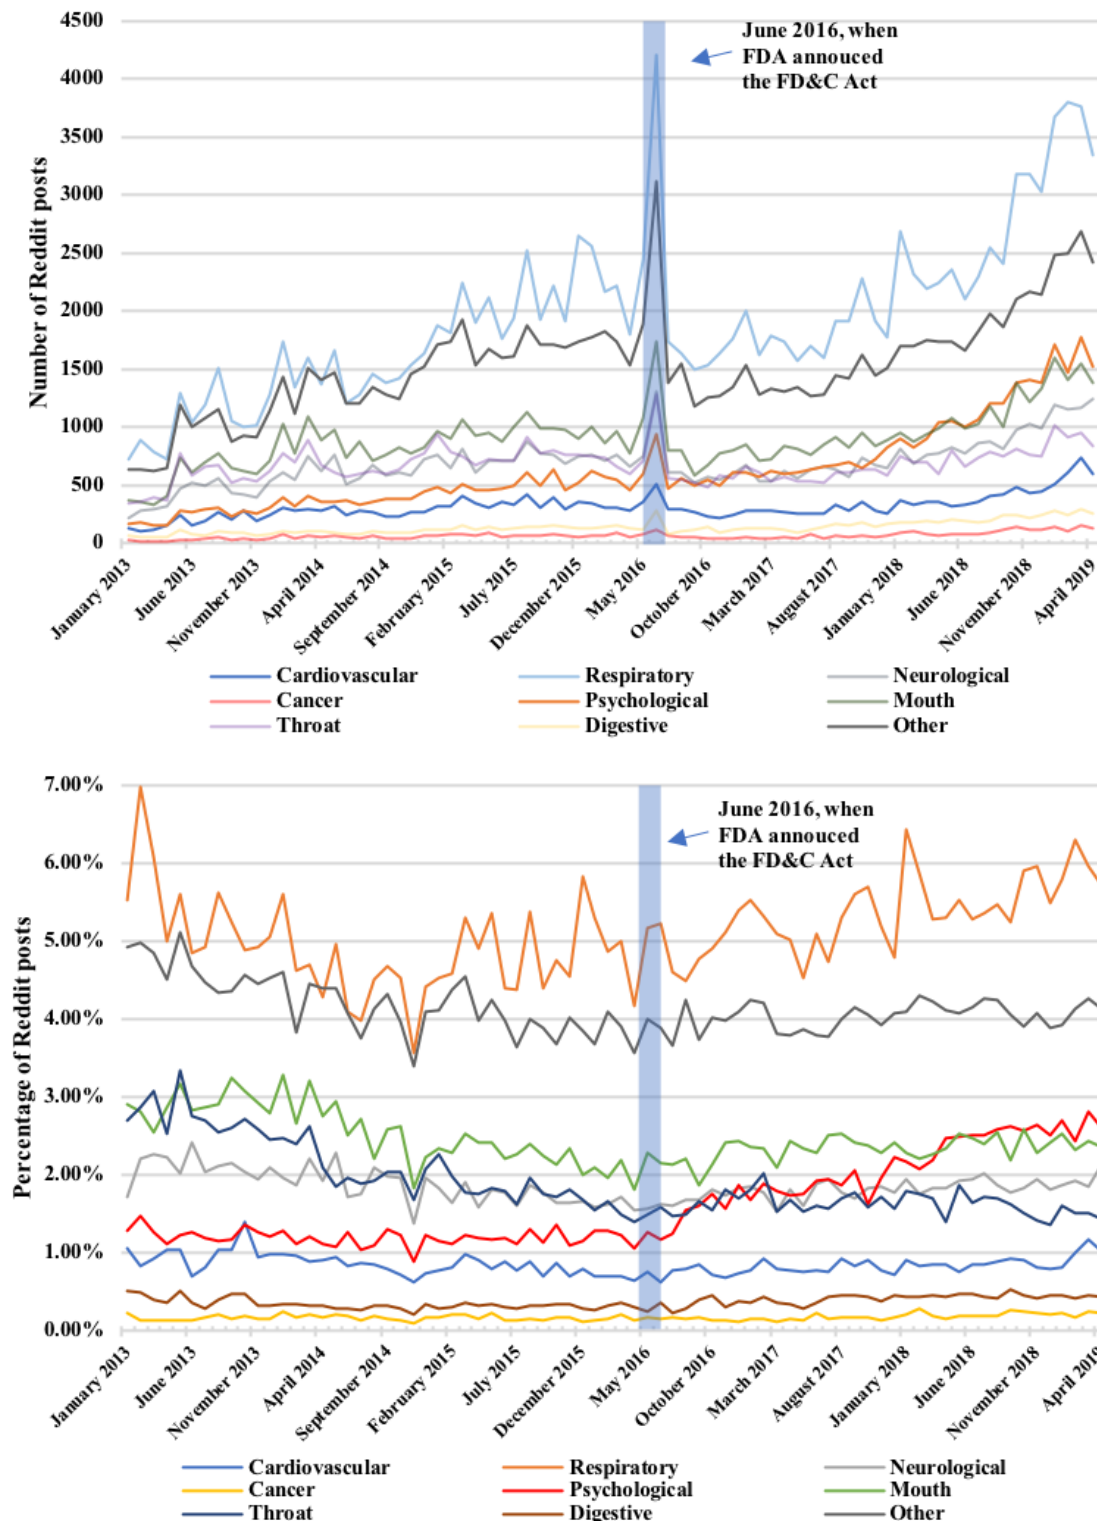 4500
4000
3500
3000
2500
2000
1500
1000
500
0
Number of Reddit posts
June 2016, when
FDA annouced
the FD&C Act
January 2013
June 2013
November 2013
April 2014
September 2014
February 2015
July 2015
December 2015
May 2016
October 2016
March 2017
August 2017
January 2018
June 2018
November 2018
April 2019
Cardiovascular
Respiratory
Neurological
Cancer
Psychological
Mouth
Throat
Digestive
Other
7.00%
6.00%
5.00%
4.00%
3.00%
2.00%
1.00%
0.00%
Percentage of Reddit posts
June 2016, when
FDA annouced
the FD&C Act
January 2013
June 2013
November 2013
April 2014
September 2014
February 2015
July 2015
December 2015
May 2016
October 2016
March 2017
August 2017
January 2018
June 2018
November 2018
April 2019
Cardiovascular
Respiratory
Neurological
Cancer
Psychological
Mouth
Throat
Digestive
Other